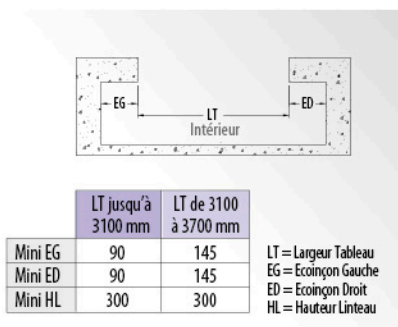 EG
LT
ED
Intérieur
LT jusqu'à LT de 3100
3100 mm à 3700 mm
Mini EG 90 145
Mini ED 90 145
Mini HL 300 300
LT = Largeur Tableau
EG = Ecoinçon Gauche
ED = Ecoinçon Droit
HL = Hauteur Linteau